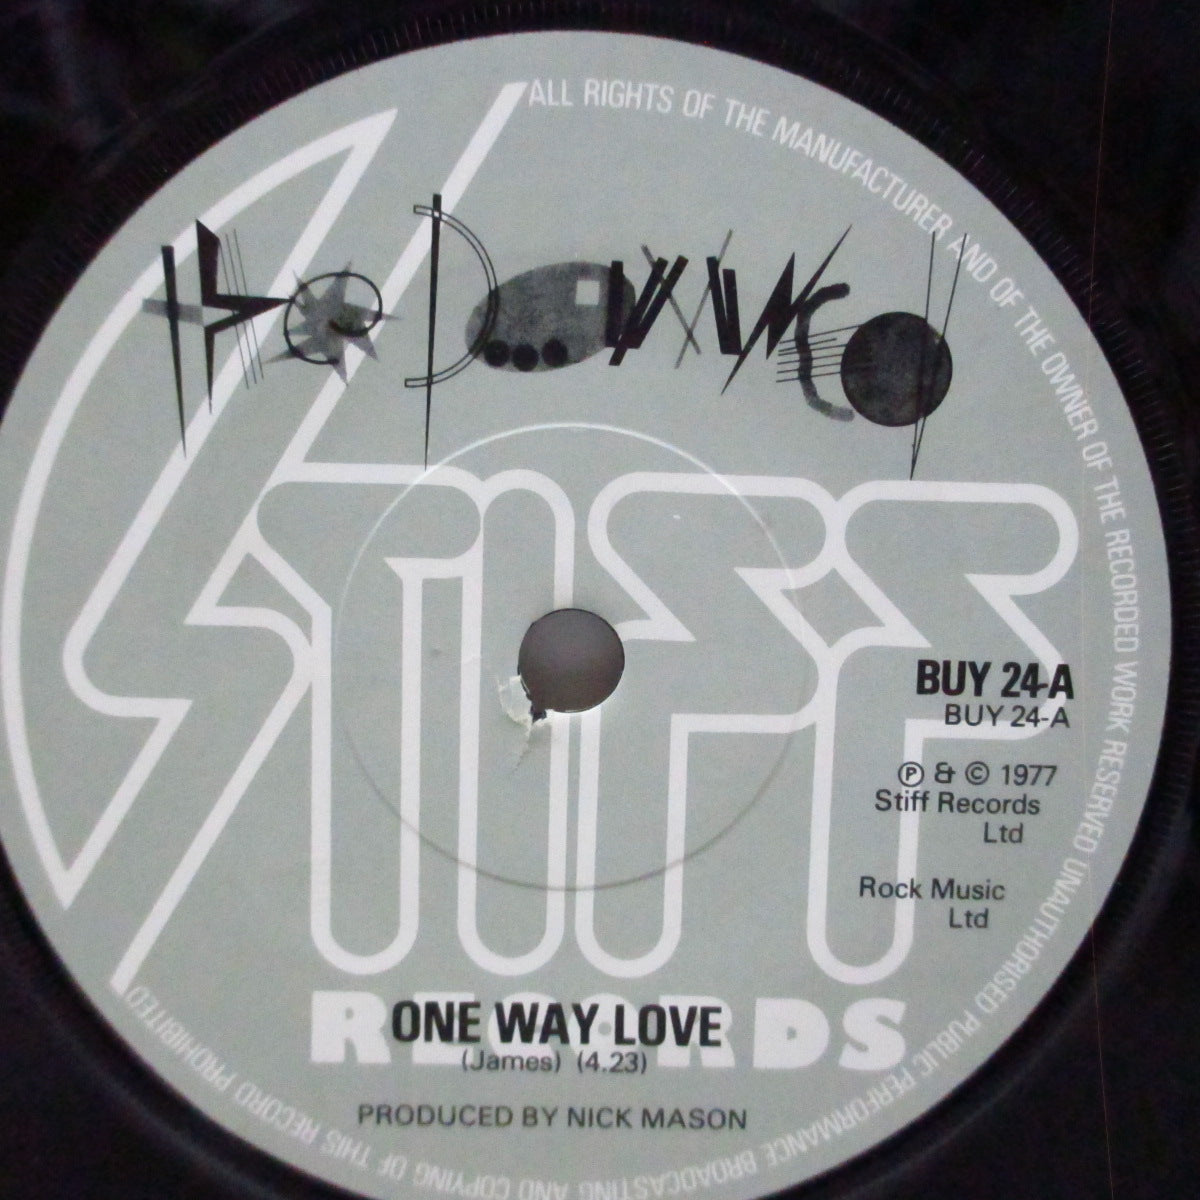 ALL RIGHTS OF THE MANUFACTURER AND OF THE OWNER OF THE RECORDED WORK RESERVED UNAUTHORISED PUBLIC PERFORMANCE BROADCASTING AND COPYING OF THIS RECORD PROHIBITED
The Damned
STIFF
RECORDS
BUY 24-A
BUY 24-A
℗ & © 1977
Stiff Records
Ltd
Rock Music
Ltd
ONE WAY LOVE
(James) (4.23)
PRODUCED BY NICK MASON